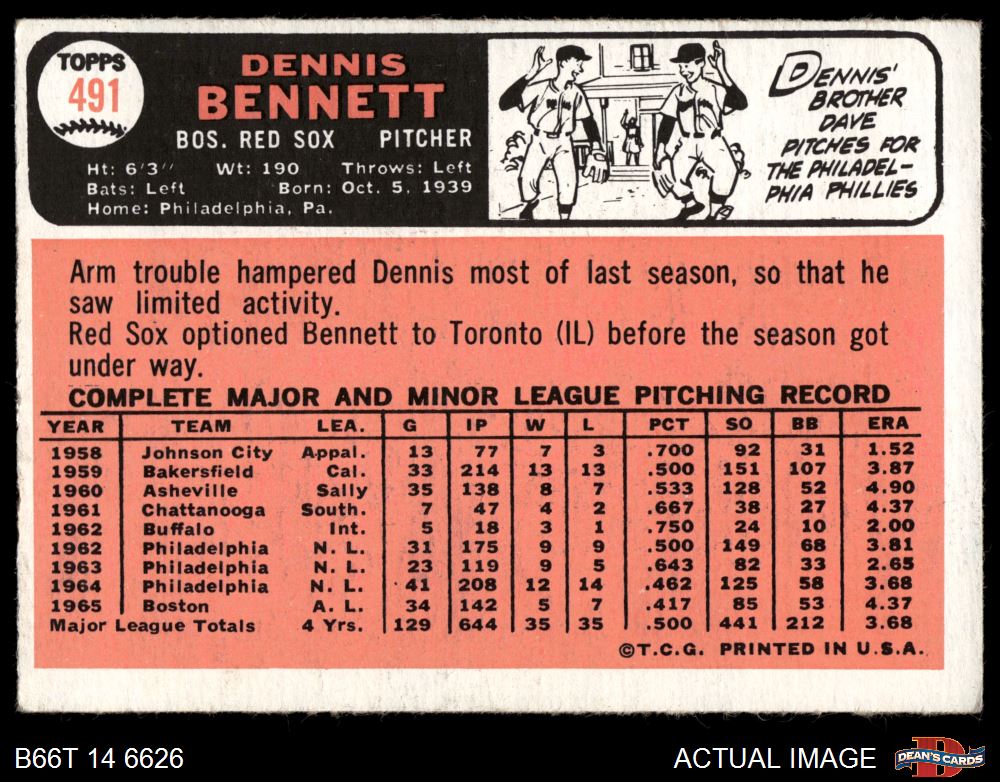 TOPPS
491
DENNIS
BENNETT
BOS. RED SOX PITCHER
Ht: 6'3" Wt: 190 Throws: Left
Bats: Left Born: Oct. 5, 1939
Home: Philadelphia, Pa.
DENNIS'
BROTHER
DAVE
PITCHES FOR
THE PHILADEL-
PHIA PHILLIES
Arm trouble hampered Dennis most of last season, so that he
saw limited activity.
Red Sox optioned Bennett to Toronto (IL) before the season got
under way.
COMPLETE MAJOR AND MINOR LEAGUE PITCHING RECORD
YEAR TEAM LEA. G IP W L PCT SO BB ERA
1958 Johnson City Appal. 13 77 7 3 .700 92 31 1.52
1959 Bakersfield Cal. 33 214 13 13 .500 151 107 3.87
1960 Asheville Sally 35 138 8 7 .533 128 52 4.90
1961 Chattanooga South. 7 47 4 2 .667 38 27 4.37
1962 Buffalo Int. 5 18 3 1 .750 24 10 2.00
1962 Philadelphia N. L. 31 175 9 9 .500 149 68 3.81
1963 Philadelphia N. L. 23 119 9 5 .643 82 33 2.65
1964 Philadelphia N. L. 41 208 12 14 .462 125 58 3.68
1965 Boston A. L. 34 142 5 7 .417 85 53 4.37
Major League Totals 4 Yrs. 129 644 35 35 .500 441 212 3.68
©T.C.G. PRINTED IN U.S.A.
B66T 14 6626
ACTUAL IMAGE
DEAN'S CARDS